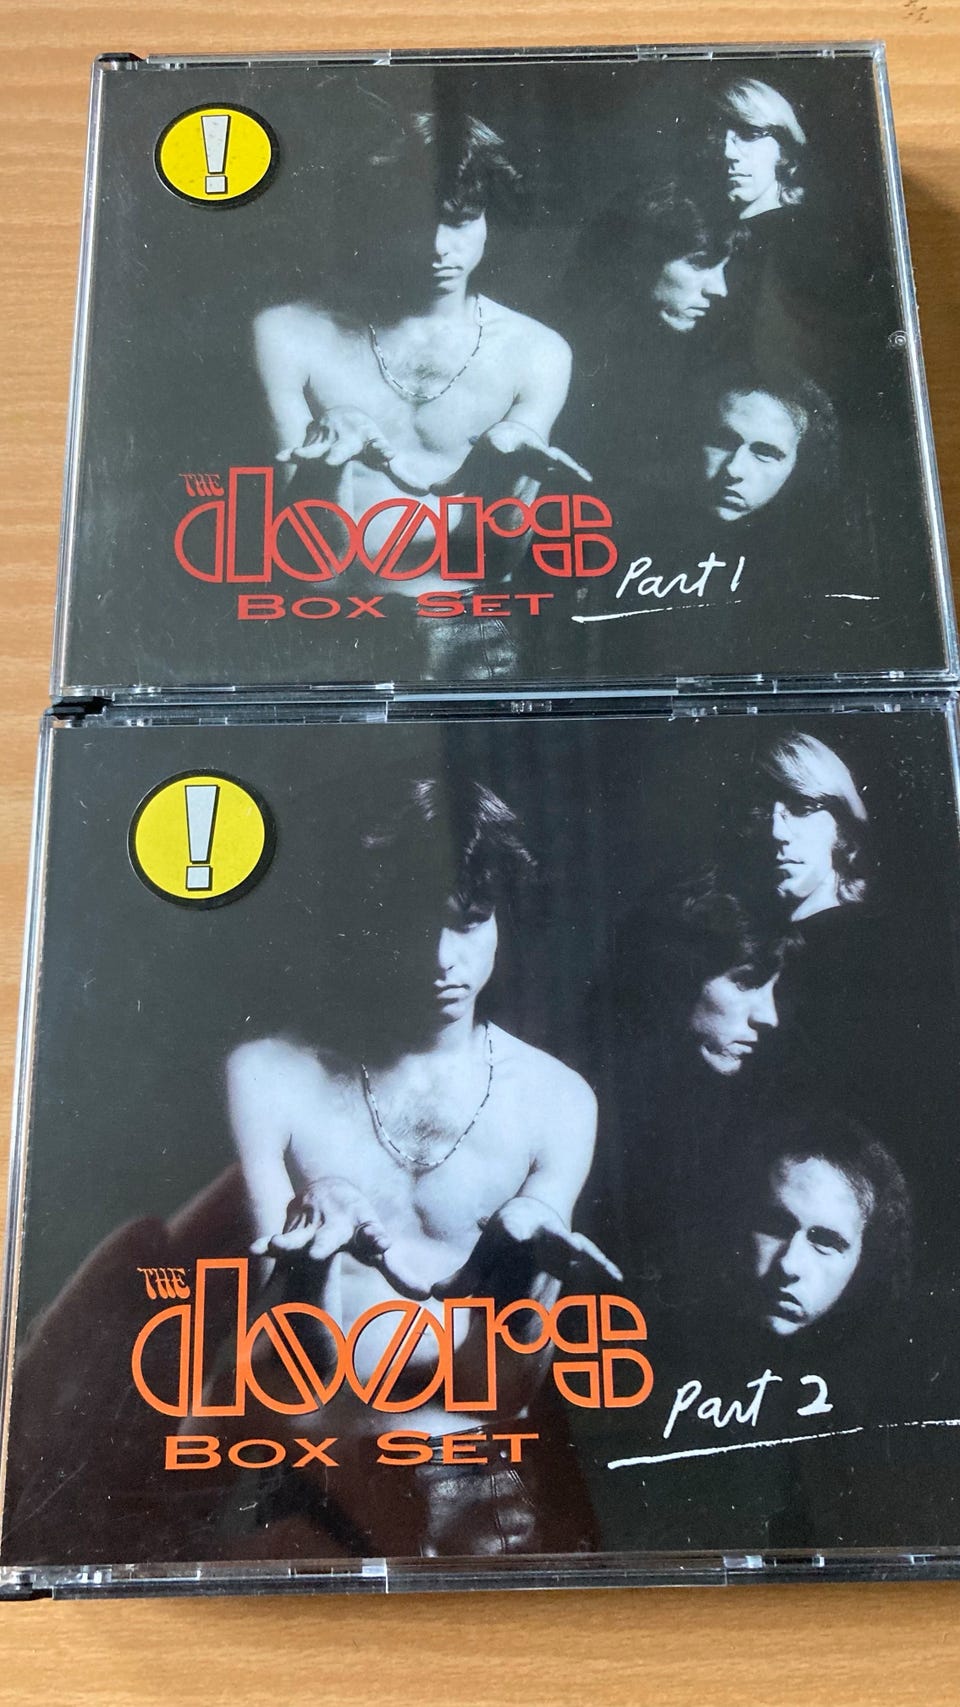 !
THE
doors Part 1
BOX SET
!
THE
doors Part 2
BOX SET